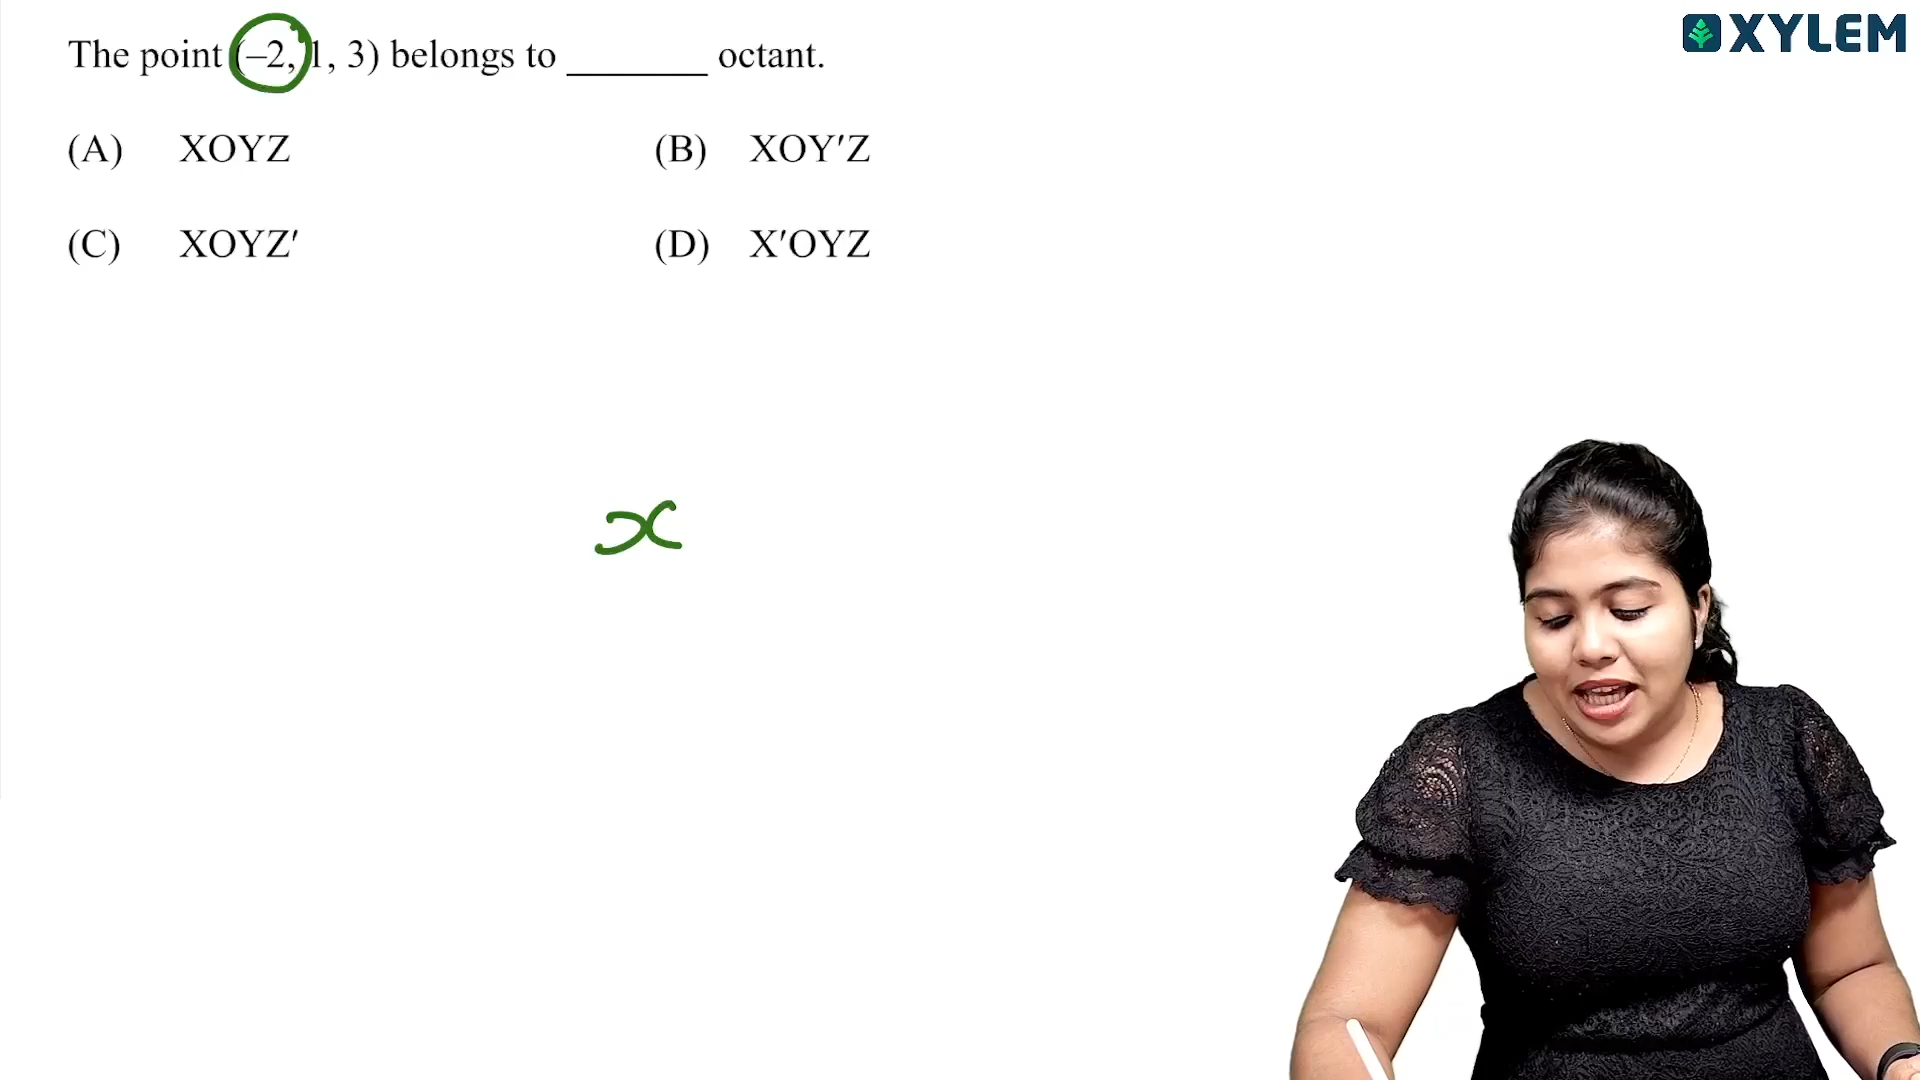 XYLEM
The point (–2, 1, 3) belongs to _______ octant.
(A) XOYZ (B) XOY′Z
(C) XOYZ′ (D) X′OYZ
x